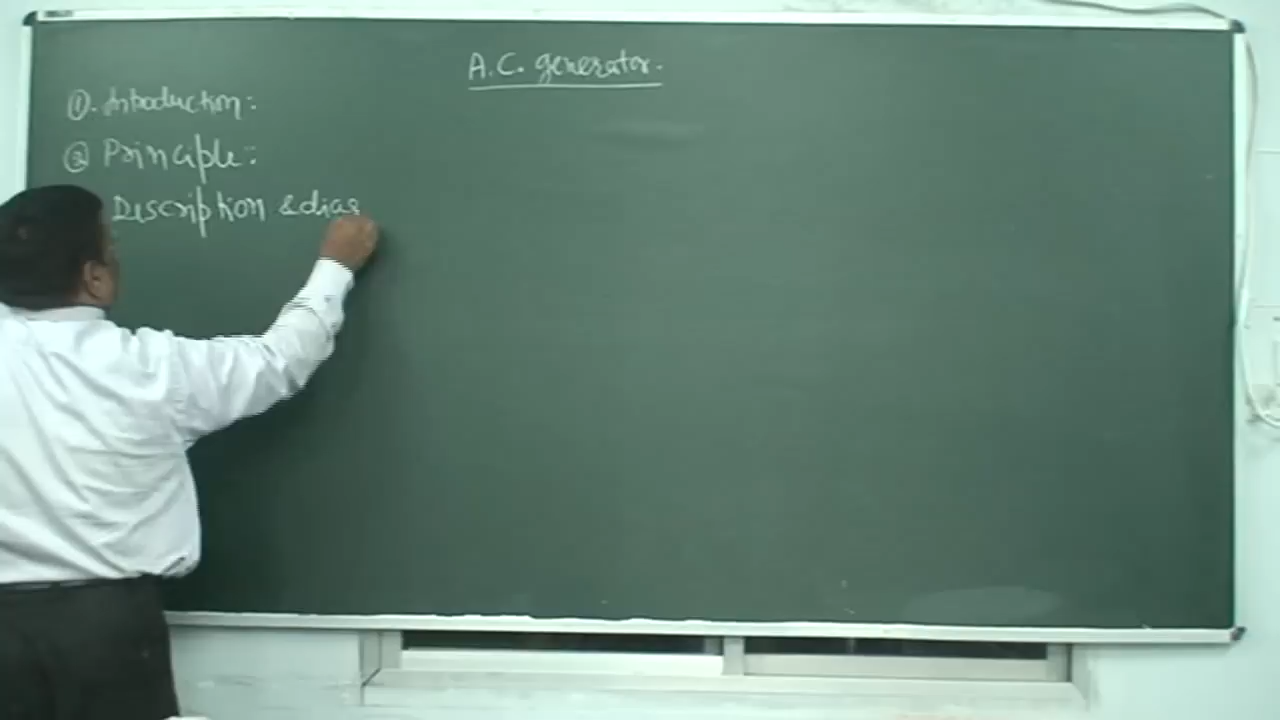 A.C. generator.
①. Introduction:
② Principle:
Description & diag